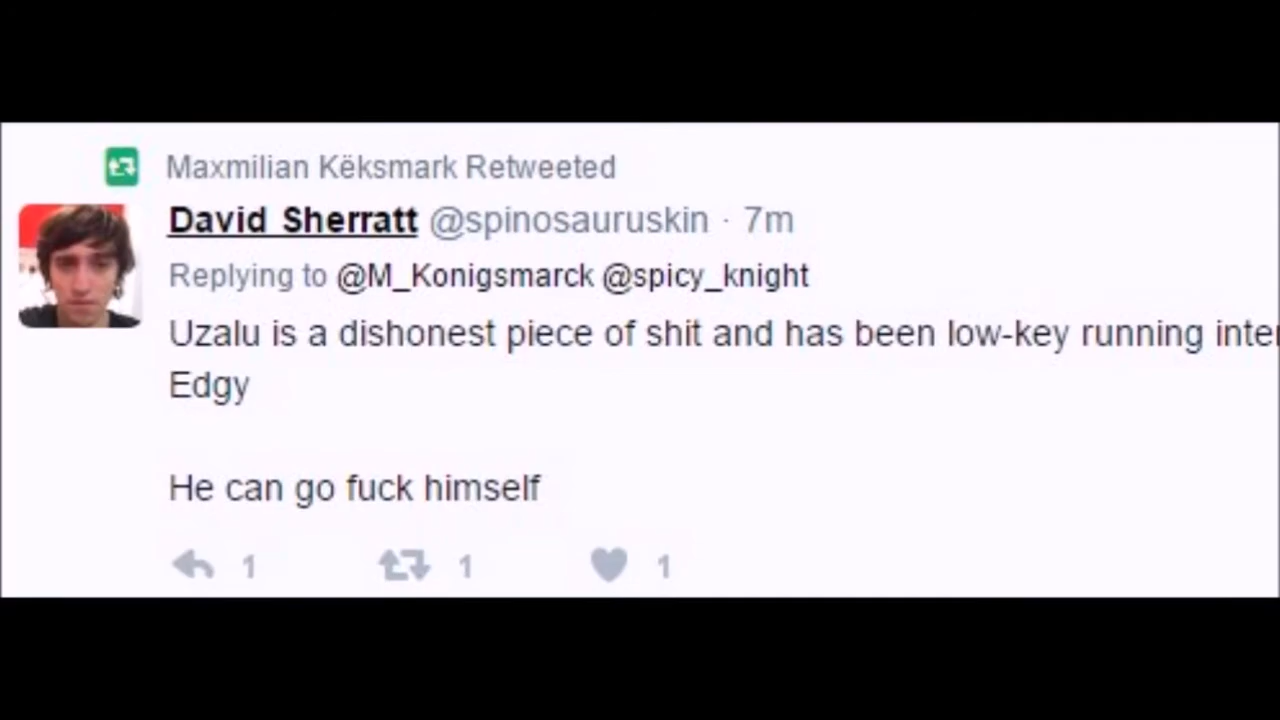 Maxmilian Këksmark Retweeted
David Sherratt @spinosauruskin · 7m
Replying to @M_Konigsmarck @spicy_knight
Uzalu is a dishonest piece of shit and has been low-key running
Edgy
He can go fuck himself
1 1 1